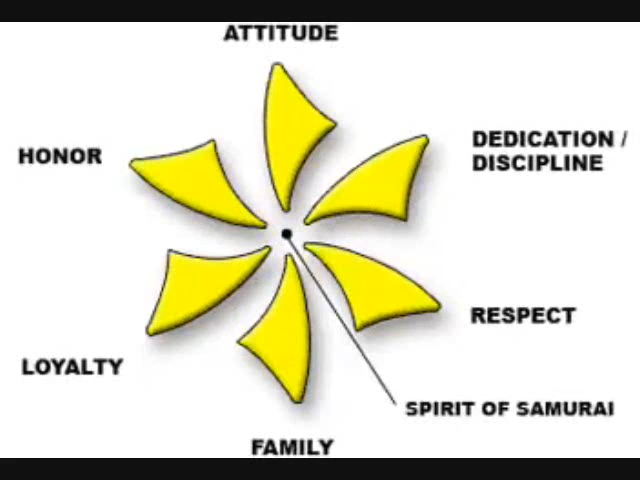 ATTITUDE
DEDICATION /
DISCIPLINE
HONOR
RESPECT
LOYALTY
SPIRIT OF SAMURAI
FAMILY